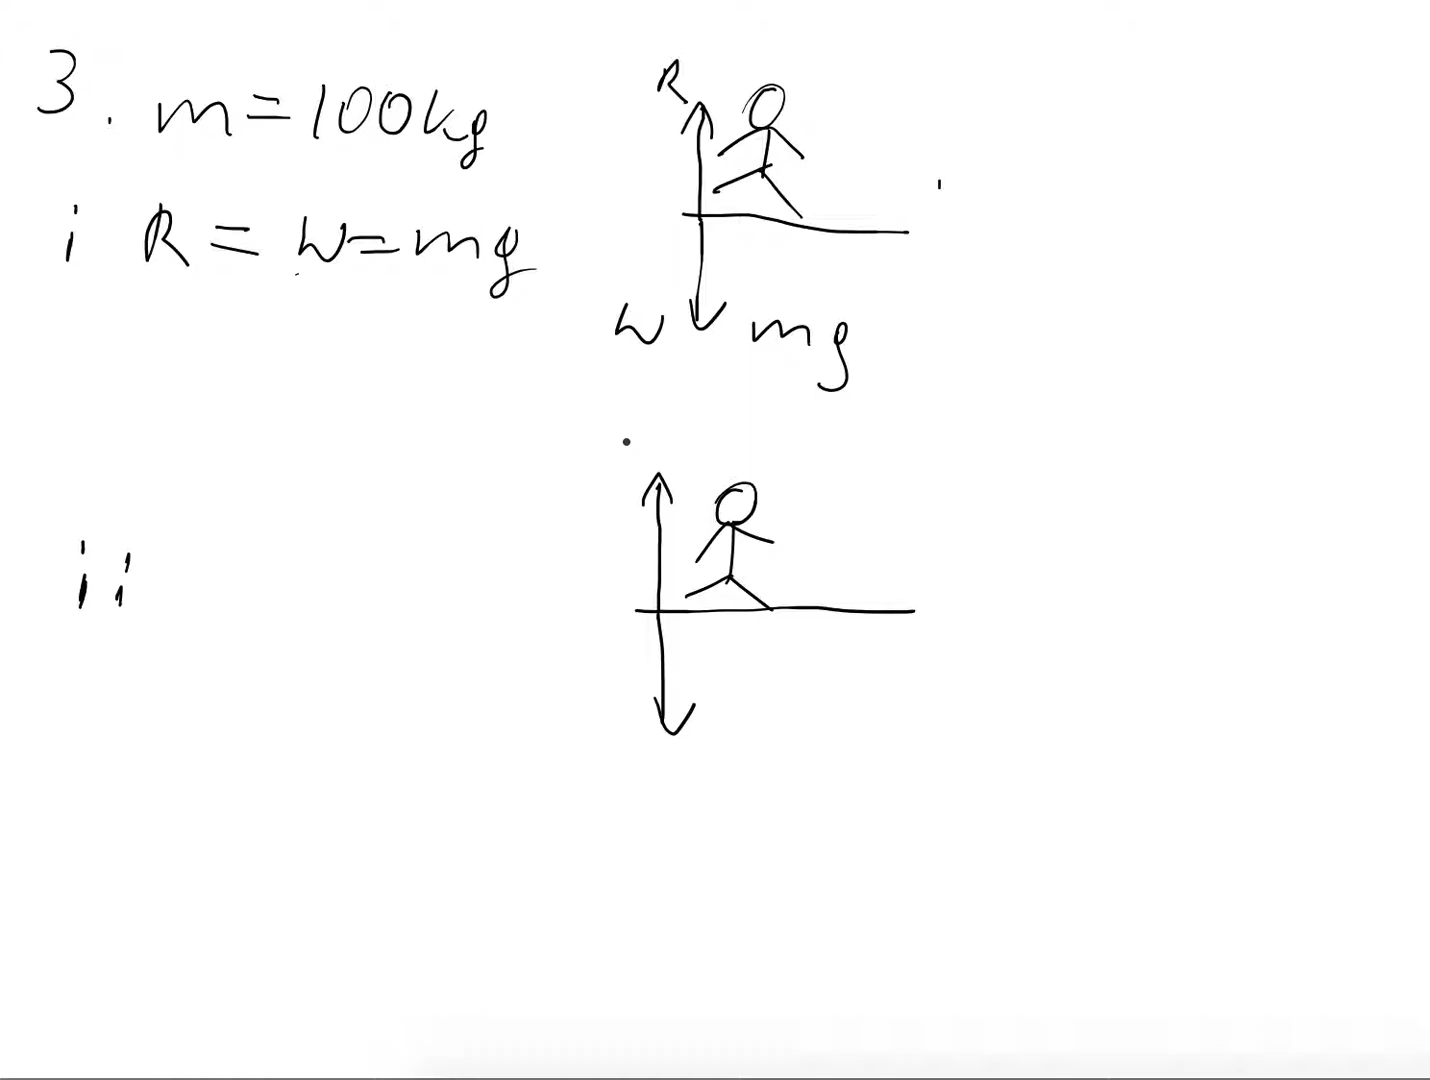 3. m=100kg
R
i R = W=mg
W mg
ii